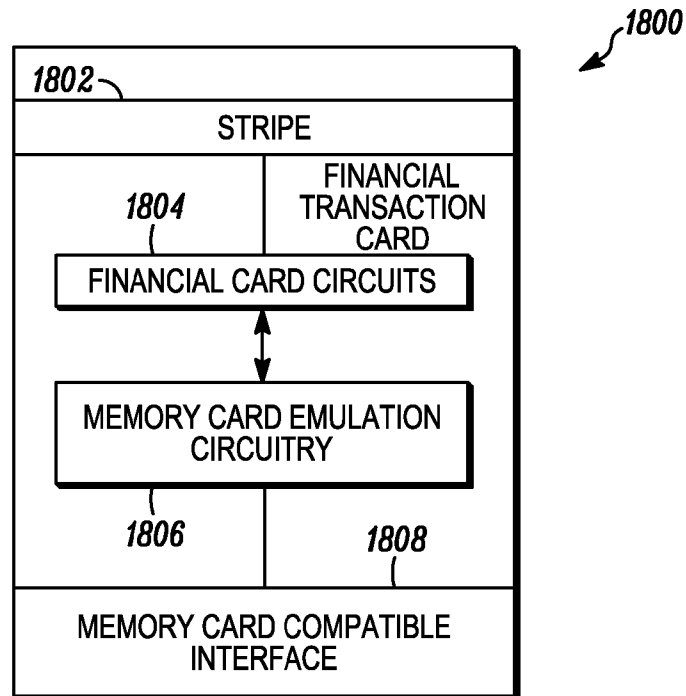 1800
1802
STRIPE
FINANCIAL
TRANSACTION
CARD
1804
FINANCIAL CARD CIRCUITS
MEMORY CARD EMULATION
CIRCUITRY
1806
1808
MEMORY CARD COMPATIBLE
INTERFACE